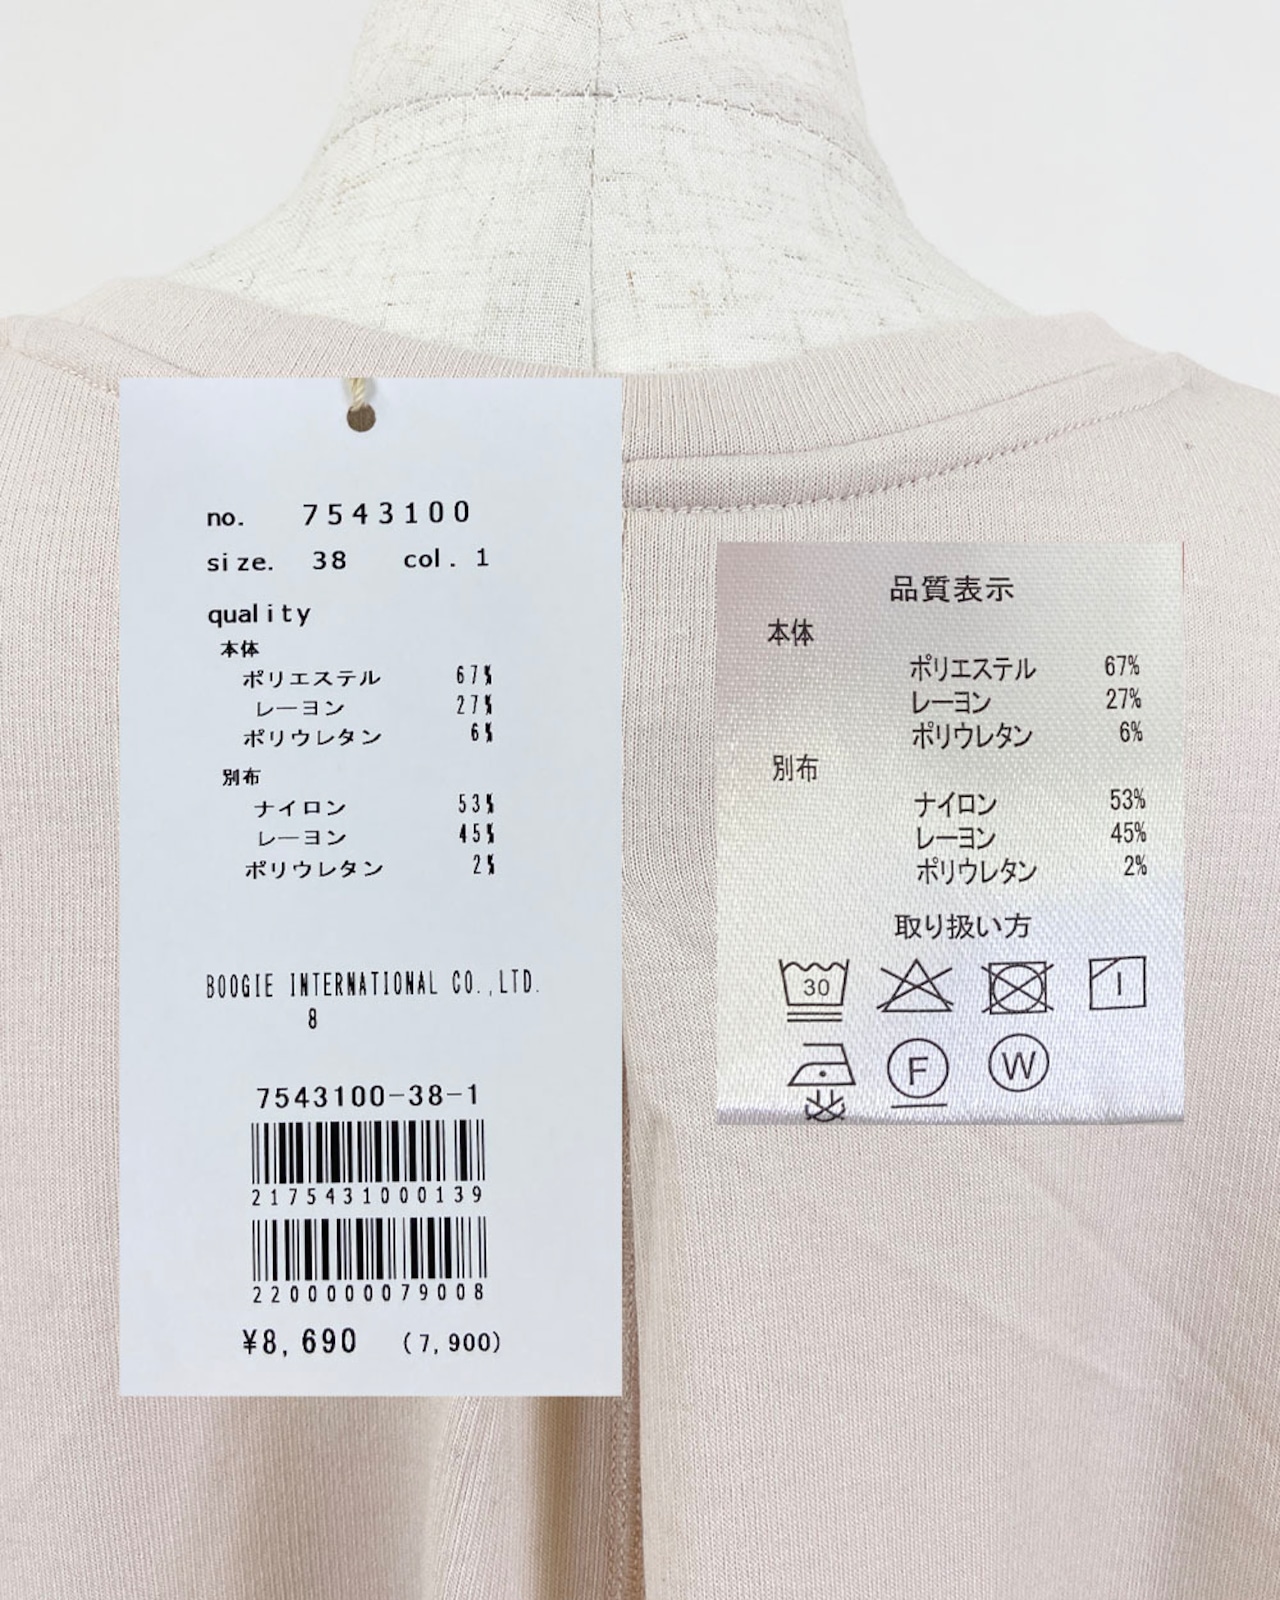 no. 7543100
size. 38 col. 1
quality
本体
ポリエステル 67%
レーヨン 27%
ポリウレタン 6%
別布
ナイロン 53%
レーヨン 45%
ポリウレタン 2%
BOOGIE INTERNATIONAL CO.,LTD.
8
7543100-38-1
2175431000139
2200000079008
¥8,690 (7,900)
品質表示
本体
ポリエステル 67%
レーヨン 27%
ポリウレタン 6%
別布
ナイロン 53%
レーヨン 45%
ポリウレタン 2%
取り扱い方
30
F W